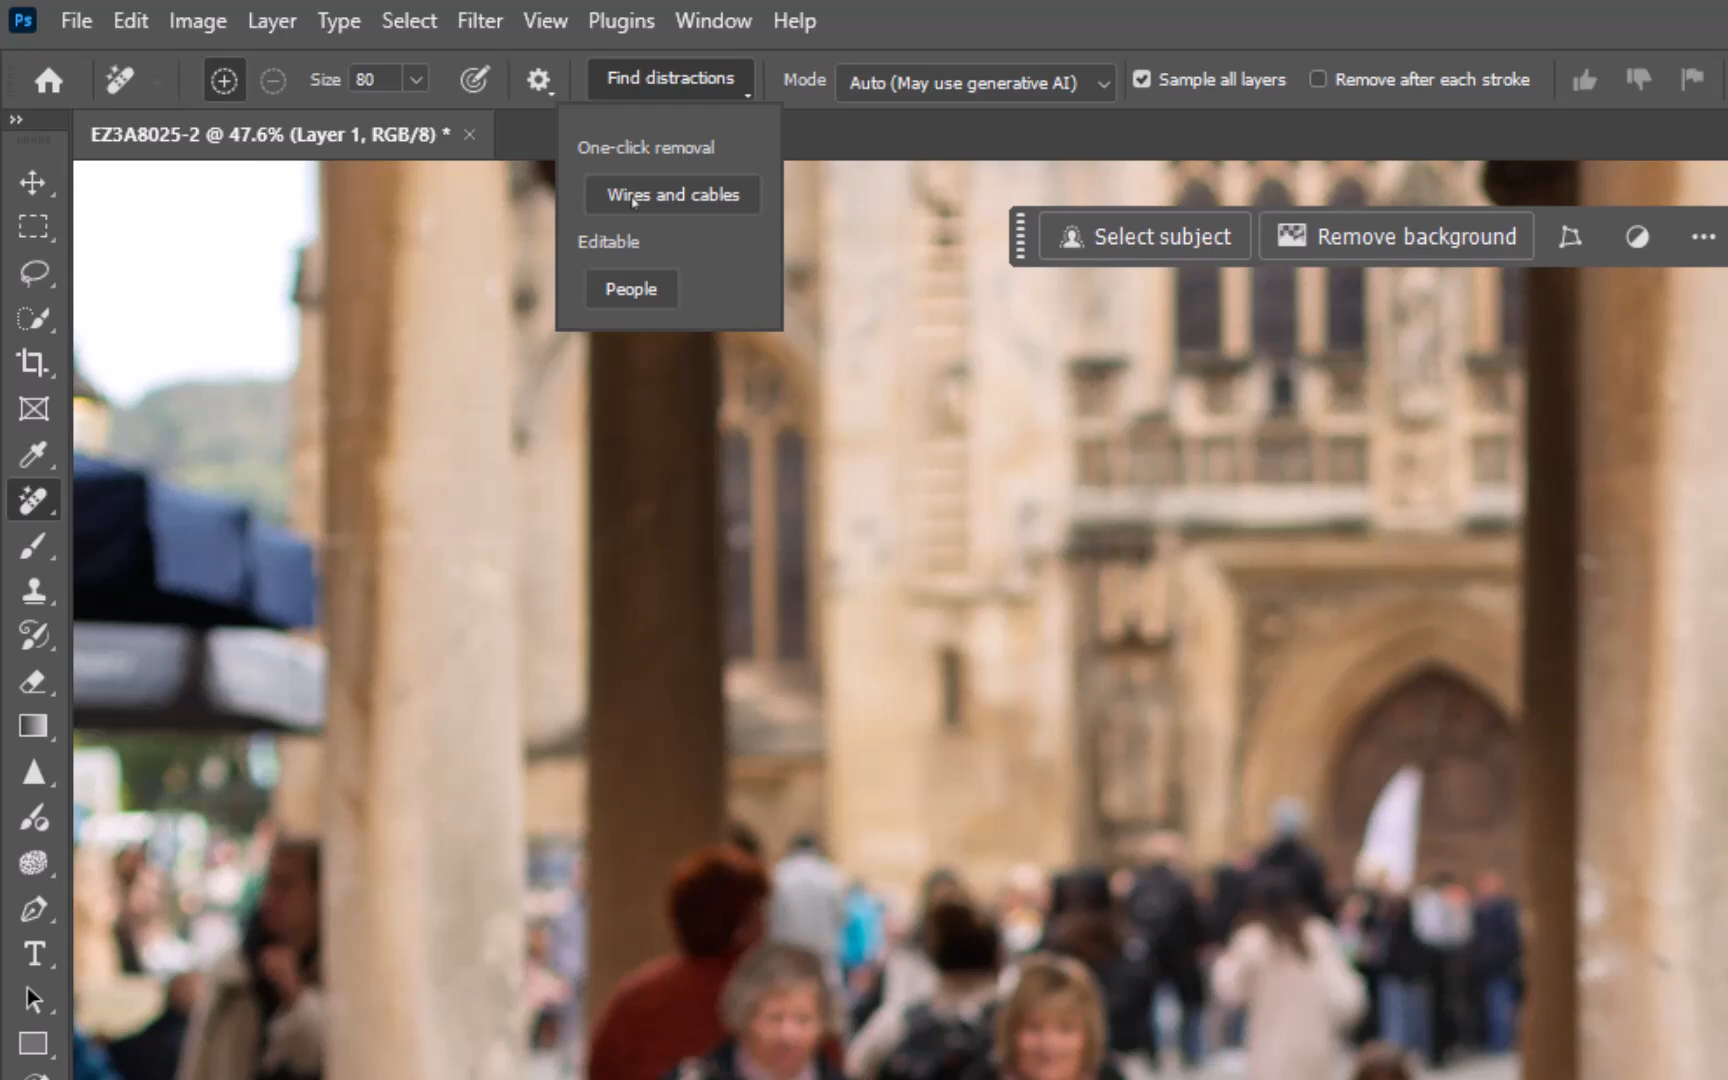 Ps File Edit Image Layer Type Select Filter View Plugins Window Help
Size 80 Find distractions Mode Auto (May use generative AI) Sample all layers Remove after each stroke
EZ3A8025-2 @ 47.6% (Layer 1, RGB/8) *
One-click removal
Wires and cables
Editable
People
Select subject Remove background